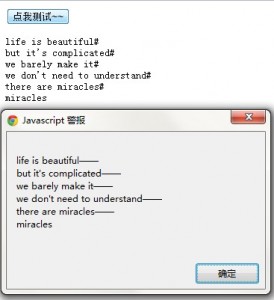 点我测试~~
life is beautiful#
but it's complicated#
we barely make it#
we don't need to understand#
there are miracles#
miracles
Javascript 警报
life is beautiful——
but it's complicated——
we barely make it——
we don't need to understand——
there are miracles——
miracles
确定